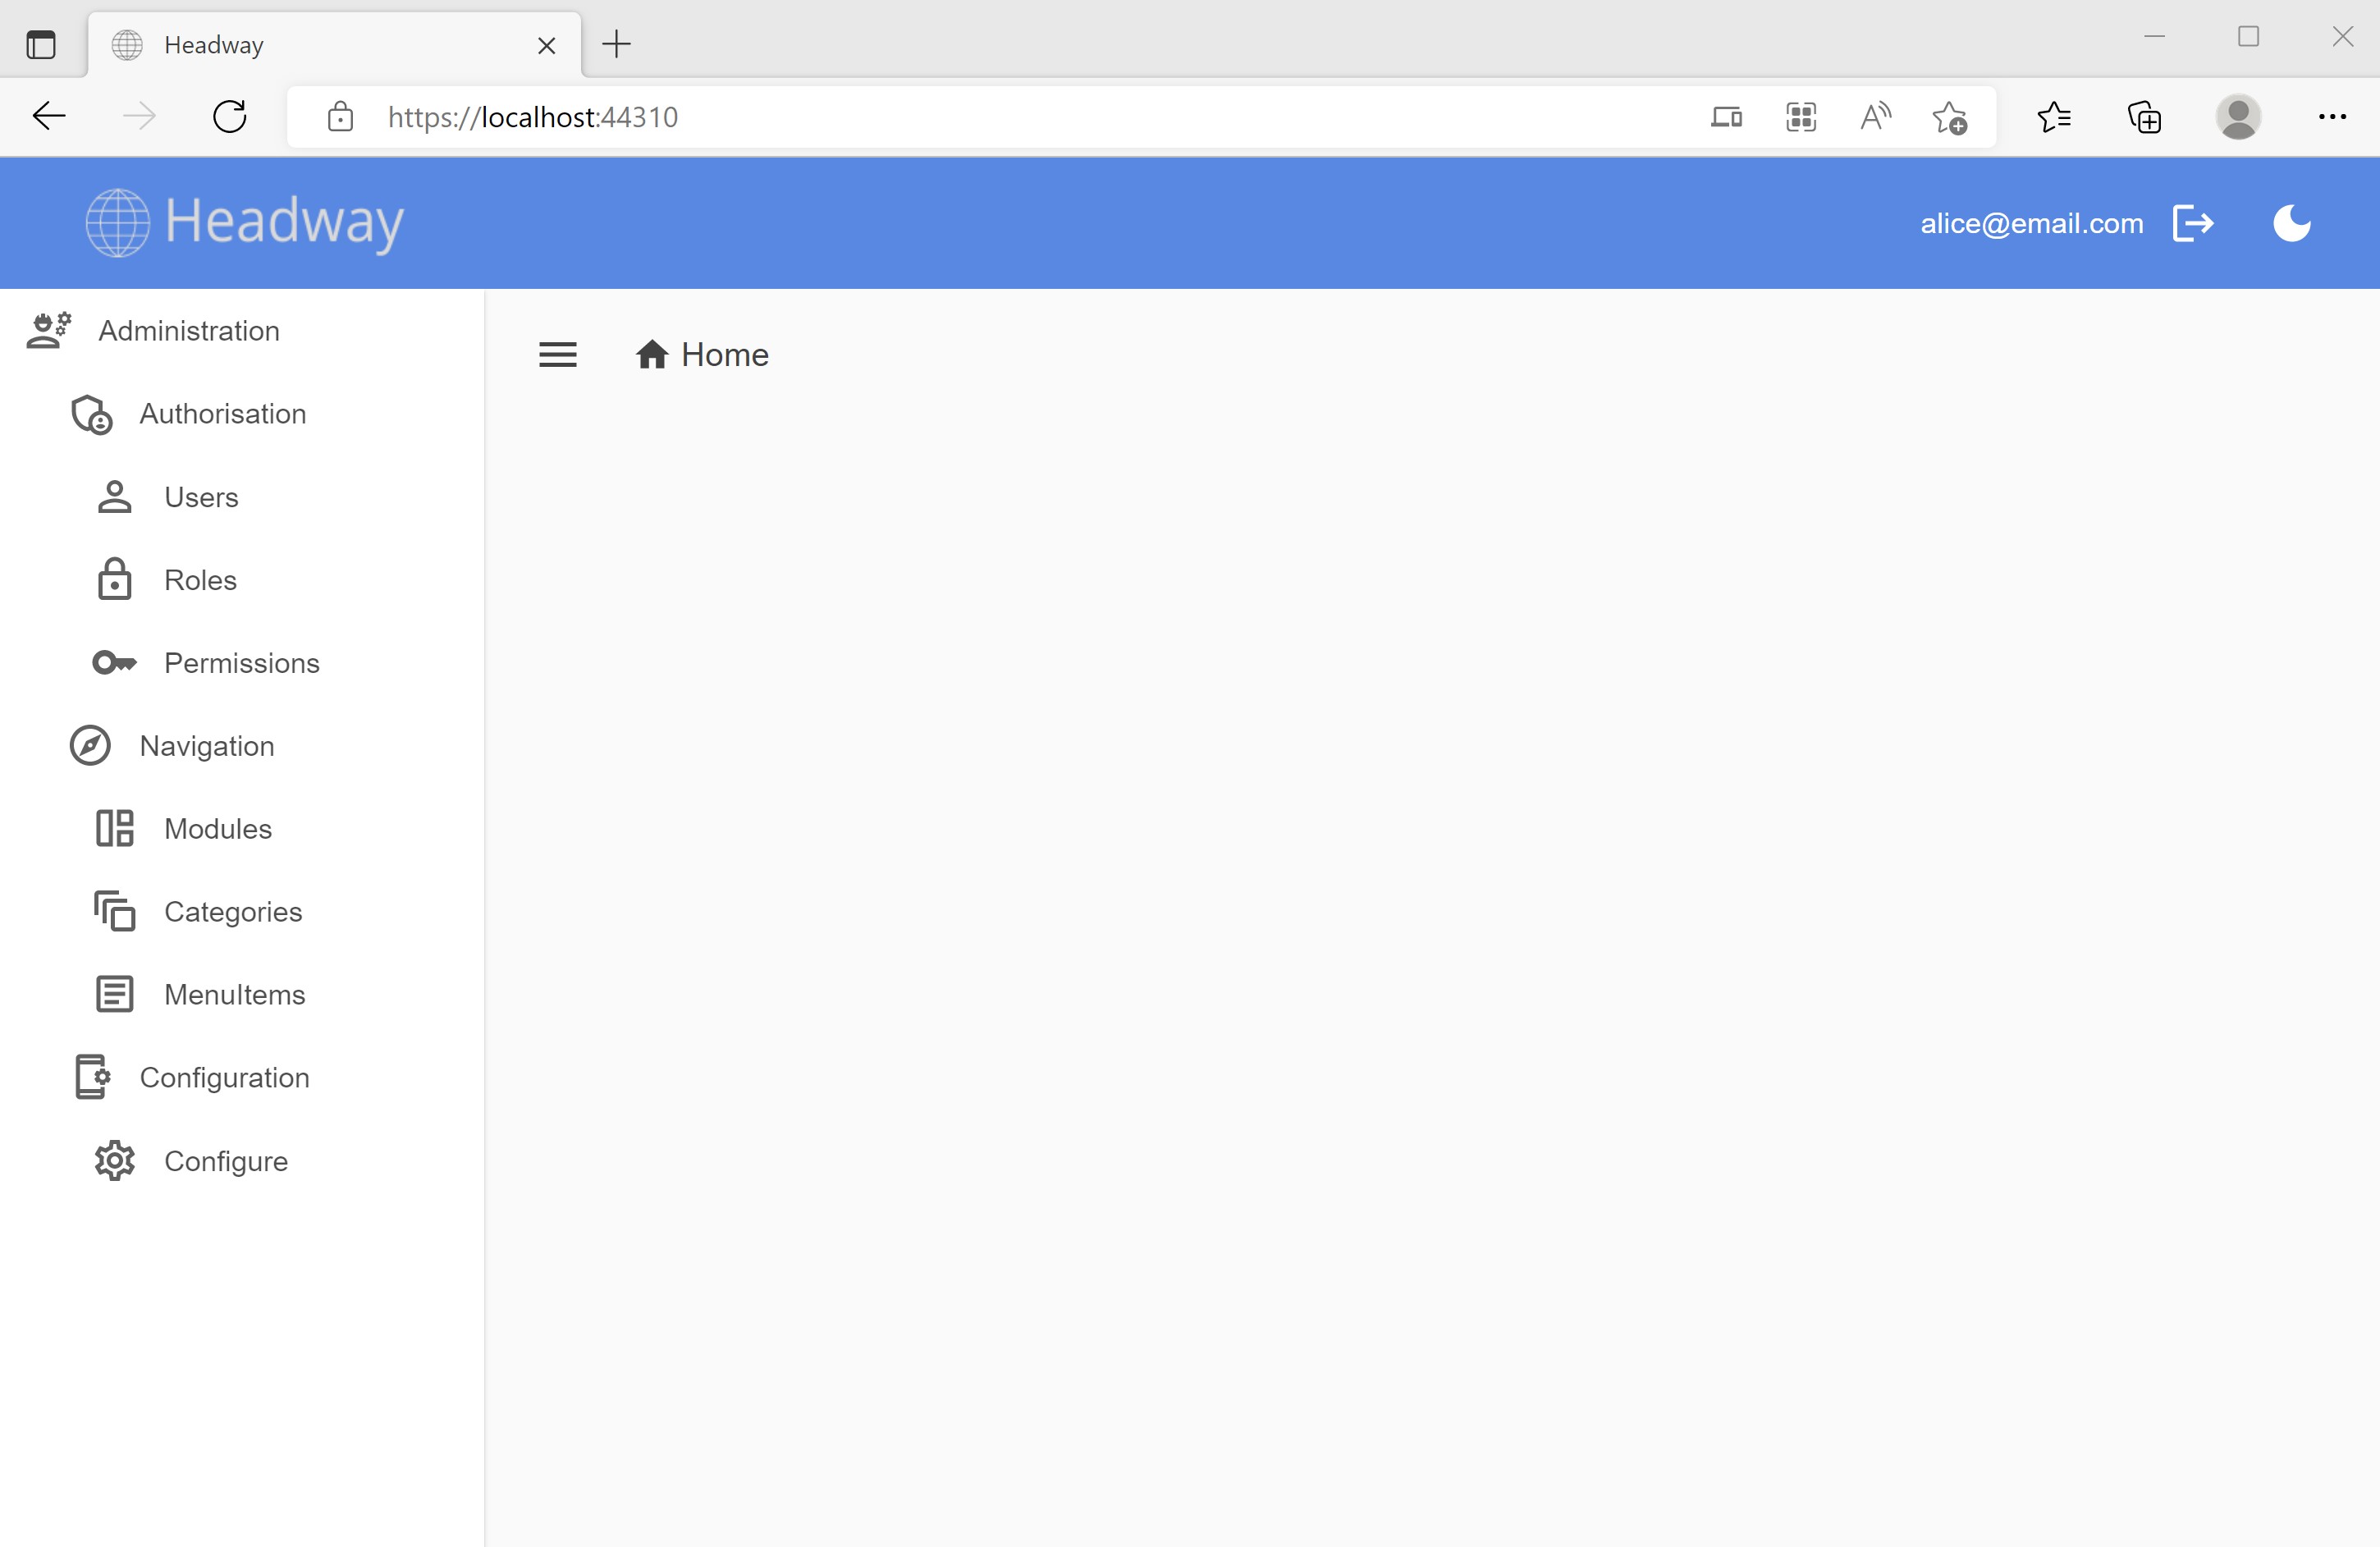 Headway
https://localhost:44310
Headway
alice@email.com
Administration
Home
Authorisation
Users
Roles
Permissions
Navigation
Modules
Categories
MenuItems
Configuration
Configure